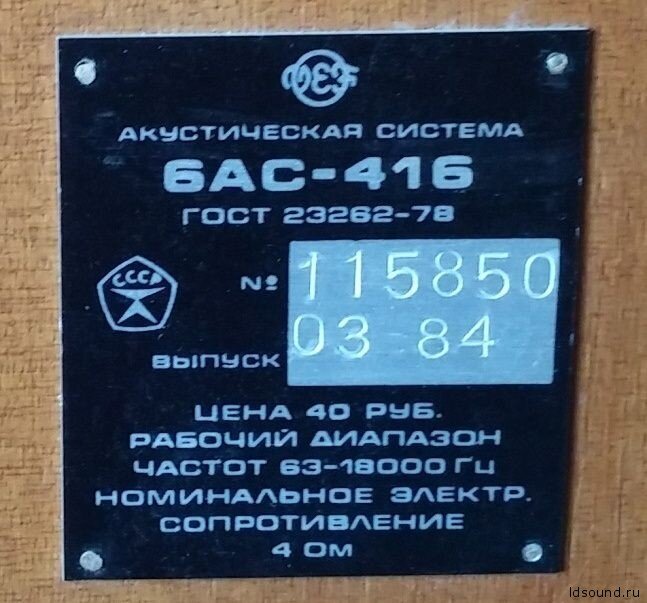 АКУСТИЧЕСКАЯ СИСТЕМА
6АС-416
ГОСТ 23262-78
СССР
№ 115850
ВЫПУСК 03 84
ЦЕНА 40 РУБ.
РАБОЧИЙ ДИАПАЗОН
ЧАСТОТ 63-18000 Гц
НОМИНАЛЬНОЕ ЭЛЕКТР.
СОПРОТИВЛЕНИЕ
4 Ом
ldsound.ru